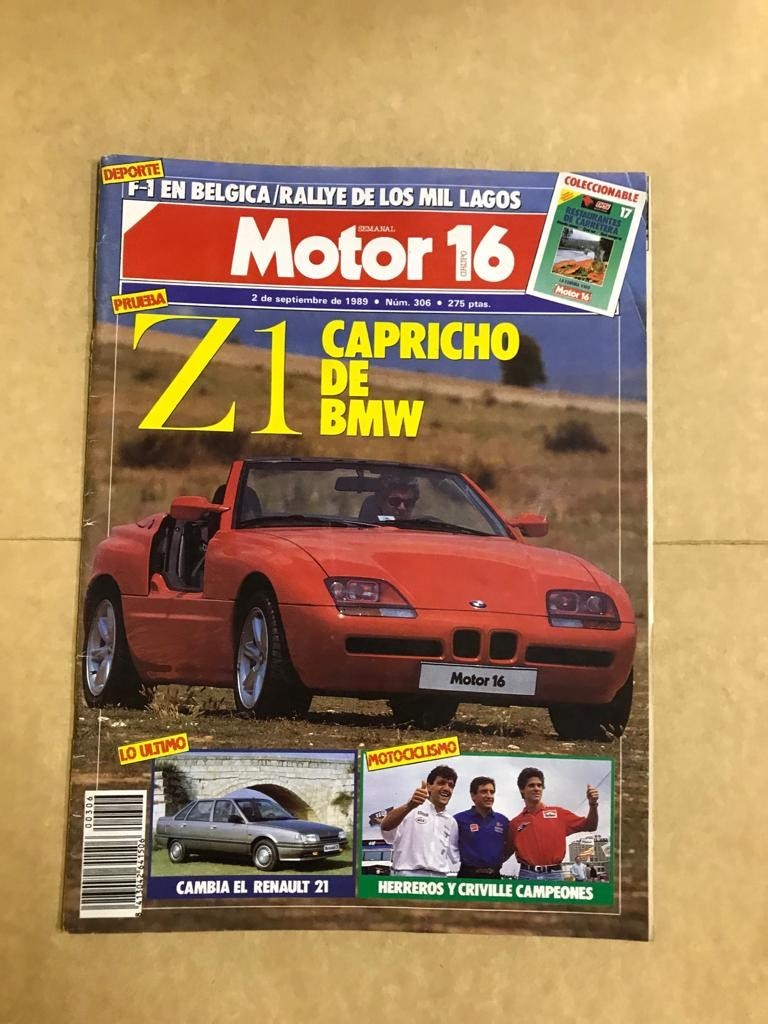 DEPORTE
F-1 EN BELGICA/RALLYE DE LOS MIL LAGOS
COLECCIONABLE
17
RESTAURANTES
DE CARRETERA
Motor 16
SEMANAL
Motor 16
GRUPO
2 de septiembre de 1989 • Núm. 306 • 275 ptas.
PRUEBA
Z1
CAPRICHO
DE
BMW
Motor 16
LO ULTIMO
MOTOCICLISMO
CAMBIA EL RENAULT 21
HERREROS Y CRIVILLE CAMPEONES
00306